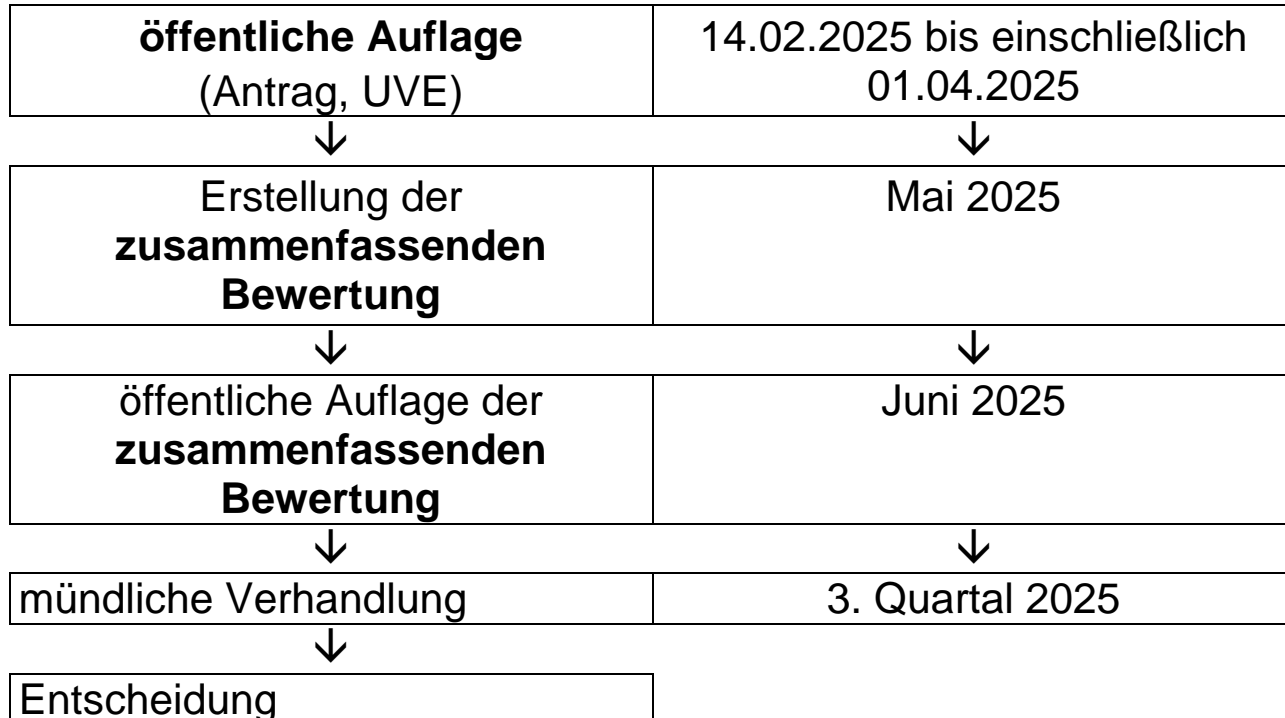 öffentliche Auflage
(Antrag, UVE)
14.02.2025 bis einschließlich
01.04.2025
↓ ↓
Erstellung der
zusammenfassenden
Bewertung
Mai 2025
↓ ↓
öffentliche Auflage der
zusammenfassenden
Bewertung
Juni 2025
↓ ↓
mündliche Verhandlung
3. Quartal 2025
↓
Entscheidung